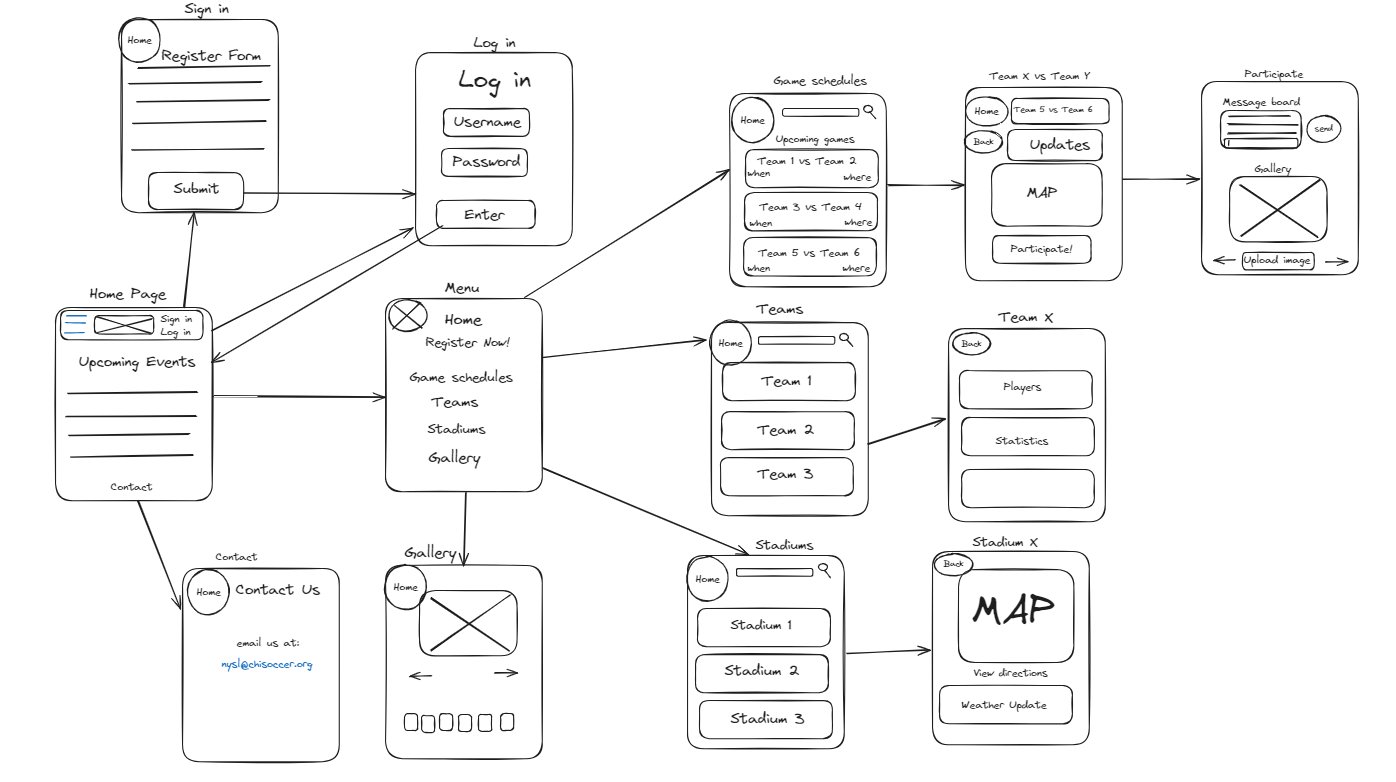 Sign in
Home
Register Form
Submit
Log in
Log in
Username
Password
Enter
Game schedules
Home
Upcoming games
Team 1 vs Team 2
when where
Team 3 vs Team 4
when where
Team 5 vs Team 6
when where
Team X vs Team Y
Home
Team 5 vs Team 6
Back
Updates
MAP
Participate!
Participate
Message board
send
Gallery
Upload image
Home Page
Sign in
Log in
Upcoming Events
Contact
Menu
Home
Register Now!
Game schedules
Teams
Stadiums
Gallery
Teams
Home
Team 1
Team 2
Team 3
Team X
Back
Players
Statistics
Contact
Home
Contact Us
email us at:
nysl@chisoccer.org
Gallery
Home
Stadiums
Home
Stadium 1
Stadium 2
Stadium 3
Stadium X
Back
MAP
View directions
Weather Update